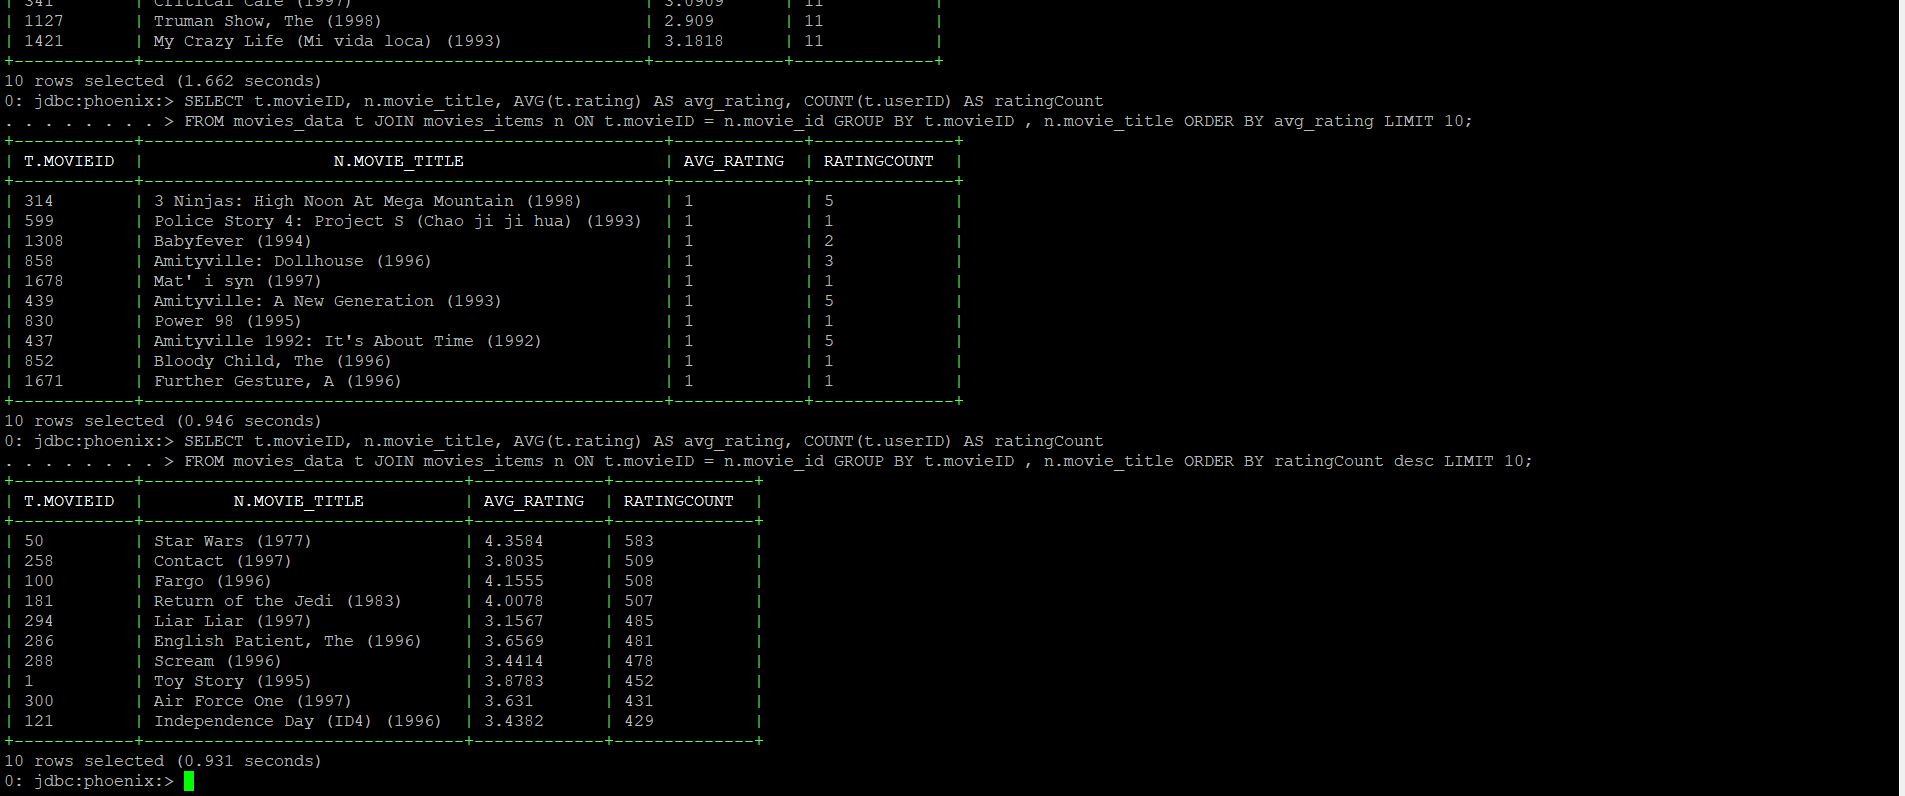 | 341 | Critical Care (1997) | 3.0909 | 11 |
| 1127 | Truman Show, The (1998) | 2.909 | 11 |
| 1421 | My Crazy Life (Mi vida loca) (1993) | 3.1818 | 11 |
10 rows selected (1.662 seconds)
0: jdbc:phoenix:> SELECT t.movieID, n.movie_title, AVG(t.rating) AS avg_rating, COUNT(t.userID) AS ratingCount
. . . . . . . . > FROM movies_data t JOIN movies_items n ON t.movieID = n.movie_id GROUP BY t.movieID , n.movie_title ORDER BY avg_rating LIMIT 10;
| T.MOVIEID | N.MOVIE_TITLE | AVG_RATING | RATINGCOUNT |
| 314 | 3 Ninjas: High Noon At Mega Mountain (1998) | 1 | 5 |
| 599 | Police Story 4: Project S (Chao ji ji hua) (1993) | 1 | 1 |
| 1308 | Babyfever (1994) | 1 | 2 |
| 858 | Amityville: Dollhouse (1996) | 1 | 3 |
| 1678 | Mat' i syn (1997) | 1 | 1 |
| 439 | Amityville: A New Generation (1993) | 1 | 5 |
| 830 | Power 98 (1995) | 1 | 1 |
| 437 | Amityville 1992: It's About Time (1992) | 1 | 5 |
| 852 | Bloody Child, The (1996) | 1 | 1 |
| 1671 | Further Gesture, A (1996) | 1 | 1 |
10 rows selected (0.946 seconds)
0: jdbc:phoenix:> SELECT t.movieID, n.movie_title, AVG(t.rating) AS avg_rating, COUNT(t.userID) AS ratingCount
. . . . . . . . > FROM movies_data t JOIN movies_items n ON t.movieID = n.movie_id GROUP BY t.movieID , n.movie_title ORDER BY ratingCount desc LIMIT 10;
| T.MOVIEID | N.MOVIE_TITLE | AVG_RATING | RATINGCOUNT |
| 50 | Star Wars (1977) | 4.3584 | 583 |
| 258 | Contact (1997) | 3.8035 | 509 |
| 100 | Fargo (1996) | 4.1555 | 508 |
| 181 | Return of the Jedi (1983) | 4.0078 | 507 |
| 294 | Liar Liar (1997) | 3.1567 | 485 |
| 286 | English Patient, The (1996) | 3.6569 | 481 |
| 288 | Scream (1996) | 3.4414 | 478 |
| 1 | Toy Story (1995) | 3.8783 | 452 |
| 300 | Air Force One (1997) | 3.631 | 431 |
| 121 | Independence Day (ID4) (1996) | 3.4382 | 429 |
10 rows selected (0.931 seconds)
0: jdbc:phoenix:>